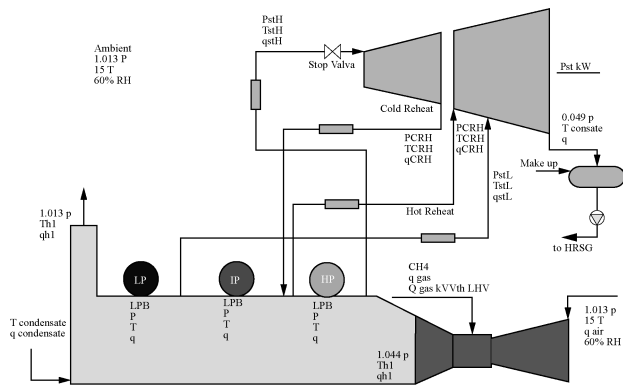 Ambient
1.013 P
15 T
60% RH
PstH
TstH
qstH
Stop Valva
Cold Reheat
Pst kW
0.049 p
T consate
q
PCRH
TCRH
qCRH
PCRH
TCRH
qCRH
PstL
TstL
qstL
Make up
to HRSG
Hot Reheat
1.013 p
Th1
qh1
LP
IP
HP
LPB
P
T
q
LPB
P
T
q
LPB
P
T
q
CH4
q gas
Q gas kVVth LHV
T condensate
q condensate
1.044 p
Th1
qh1
1.013 p
15 T
q air
60% RH